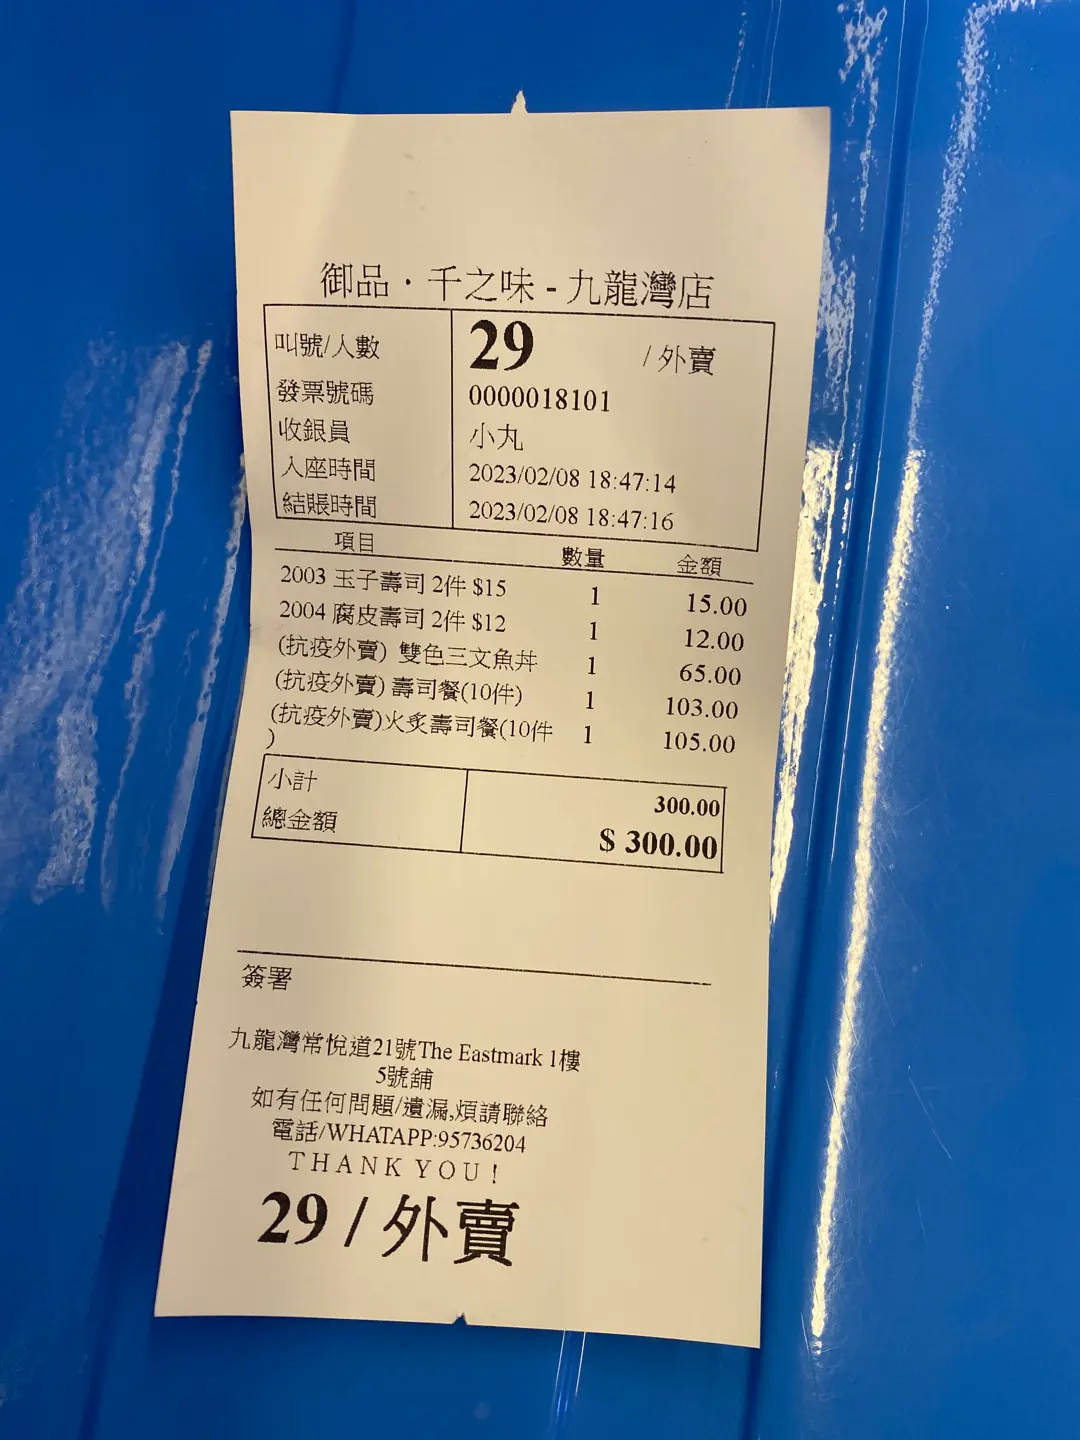 御品・千之味 - 九龍灣店
叫號/人數 29 /外賣
發票號碼 0000018101
收銀員 小丸
入座時間 2023/02/08 18:47:14
結賬時間 2023/02/08 18:47:16
項目 數量 金額
2003 玉子壽司 2件 $15 1 15.00
2004 腐皮壽司 2件 $12 1 12.00
(抗疫外賣) 雙色三文魚丼 1 65.00
(抗疫外賣) 壽司餐(10件) 1 103.00
(抗疫外賣)火炙壽司餐(10件 1 105.00
)
小計 300.00
總金額 $ 300.00
簽署
九龍灣常悅道21號The Eastmark 1樓
5號舖
如有任何問題/遺漏,煩請聯絡
電話/WHATAPP:95736204
THANK YOU!
29 / 外賣